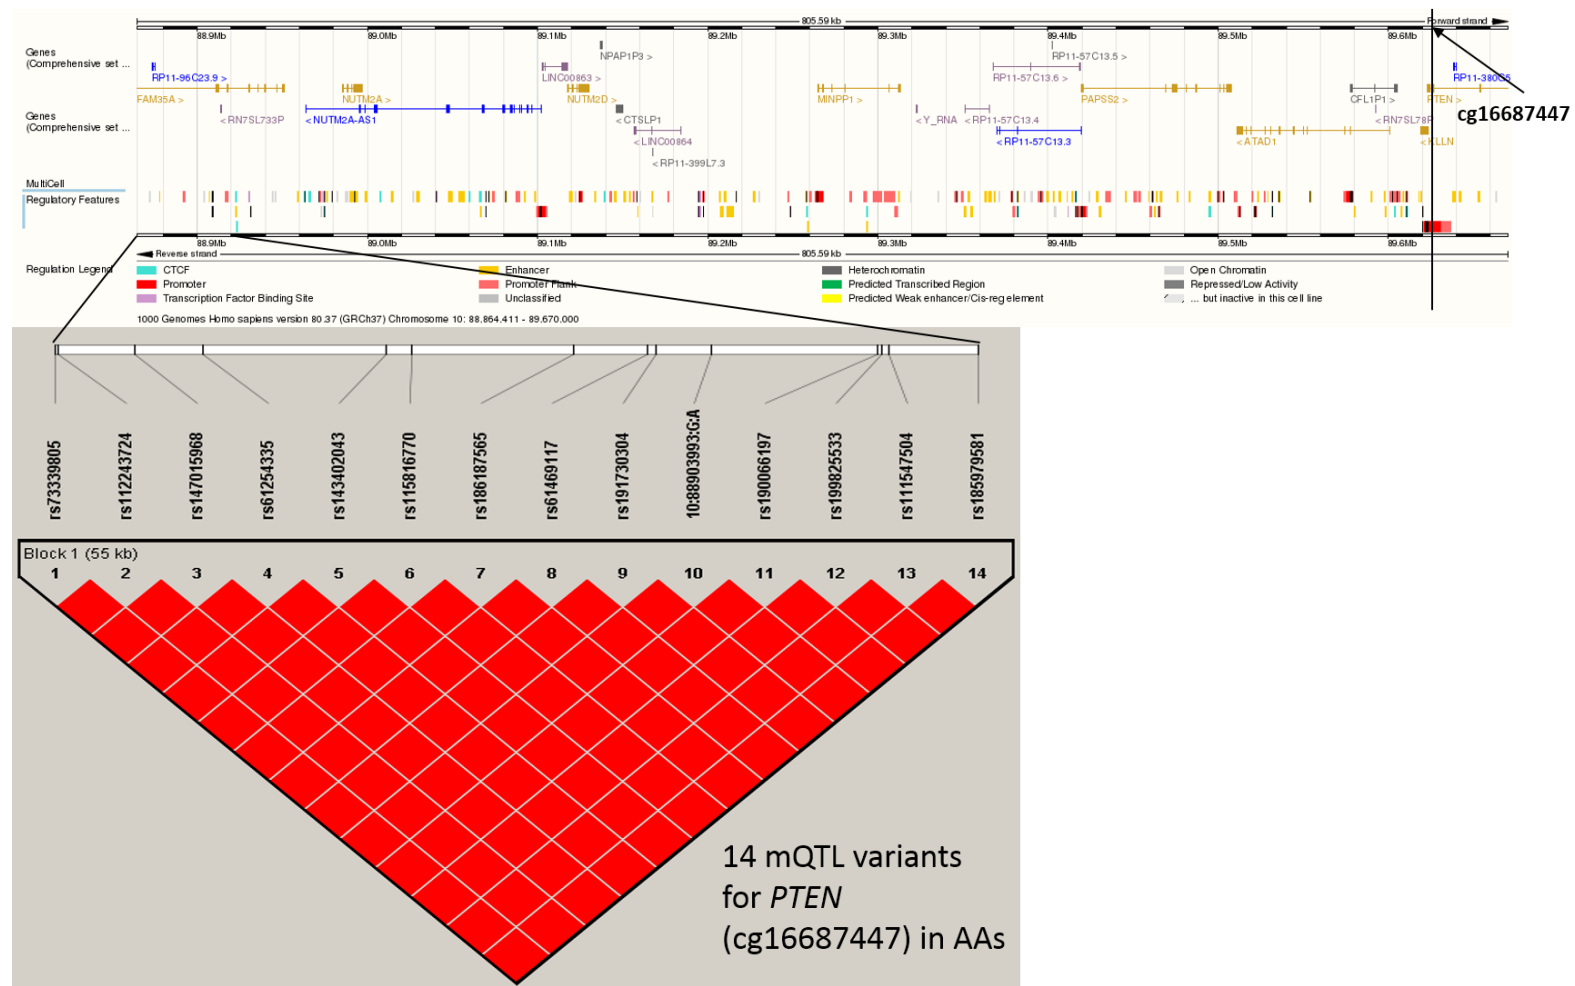 805.59 kb
Forward strand
88.9Mb 89.0Mb 89.1Mb 89.2Mb 89.3Mb 89.4Mb 89.5Mb 89.6Mb
Genes
(Comprehensive set ...
NPAP1P3 >
RP11-57C13.5 >
RP11-96C23.9 >
LINC00863 >
RP11-57C13.6 >
RP11-380G5
FAM35A >
NUTM2A >
NUTM2D >
MINPP1 >
PAPSS2 >
CFL1P1 >
PTEN >
cg16687447
Genes
(Comprehensive set ...
< RN7SL733P
< NUTM2A-AS1
< CTSLP1
< Y_RNA
< RP11-57C13.4
< RN7SL78P
< LINC00864
< RP11-57C13.3
< ATAD1
< KLLN
< RP11-399L7.3
MultiCell
Regulatory Features
88.9Mb 89.0Mb 89.1Mb 89.2Mb 89.3Mb 89.4Mb 89.5Mb 89.6Mb
Reverse strand
805.59 kb
Regulation Legend
CTCF
Enhancer
Heterochromatin
Open Chromatin
Promoter
Promoter Flank
Predicted Transcribed Region
Repressed/Low Activity
Transcription Factor Binding Site
Unclassified
Predicted Weak enhancer/Cis-reg element
... but inactive in this cell line
1000 Genomes Homo sapiens version 80.37 (GRCh37) Chromosome 10: 88,864,411 - 89,670,000
rs73339805
rs112243724
rs147015968
rs61254335
rs143402043
rs115816770
rs186187565
rs61469117
rs191730304
10:88903993:G:A
rs190066197
rs199825533
rs111547504
rs185979581
Block 1 (55 kb)
1 2 3 4 5 6 7 8 9 10 11 12 13 14
14 mQTL variants
for PTEN
(cg16687447) in AAs